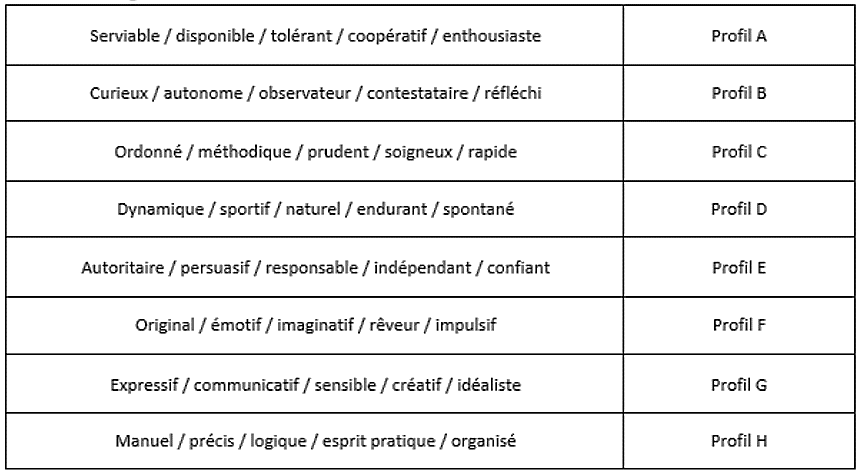 Serviable / disponible / tolérant / coopératif / enthousiaste Profil A
Curieux / autonome / observateur / contestataire / réfléchi Profil B
Ordonné / méthodique / prudent / soigneux / rapide Profil C
Dynamique / sportif / naturel / endurant / spontané Profil D
Autoritaire / persuasif / responsable / indépendant / confiant Profil E
Original / émotif / imaginatif / rêveur / impulsif Profil F
Expressif / communicatif / sensible / créatif / idéaliste Profil G
Manuel / précis / logique / esprit pratique / organisé Profil H